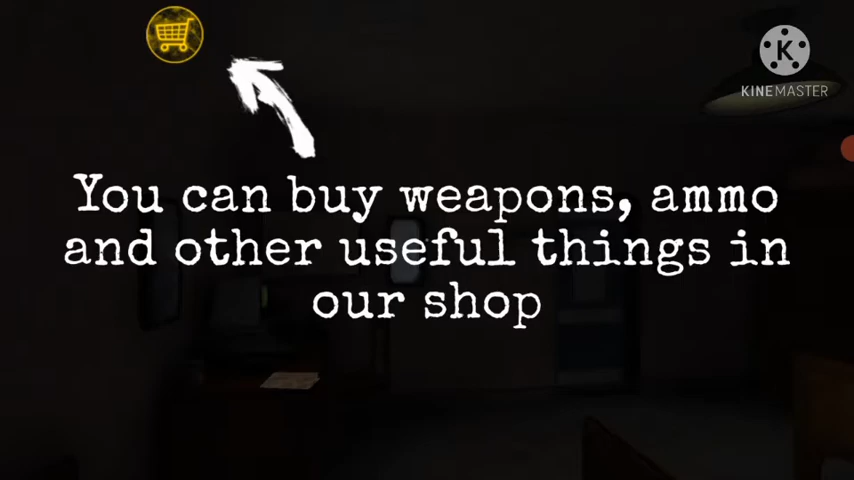 K
KINEMASTER
You can buy weapons, ammo
and other useful things in
our shop